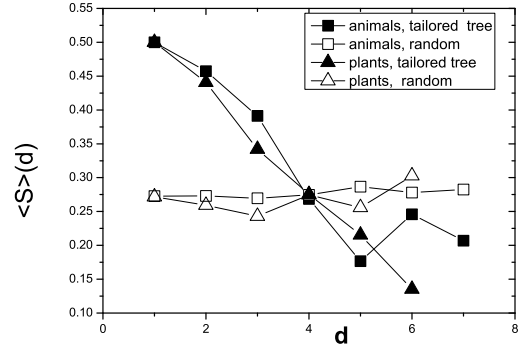 0.55
0.50
0.45
0.40
0.35
0.30
0.25
0.20
0.15
0.10
<S>(d)
animals, tailored tree
animals, random
plants, tailored tree
plants, random
0 2 4 6 8
d